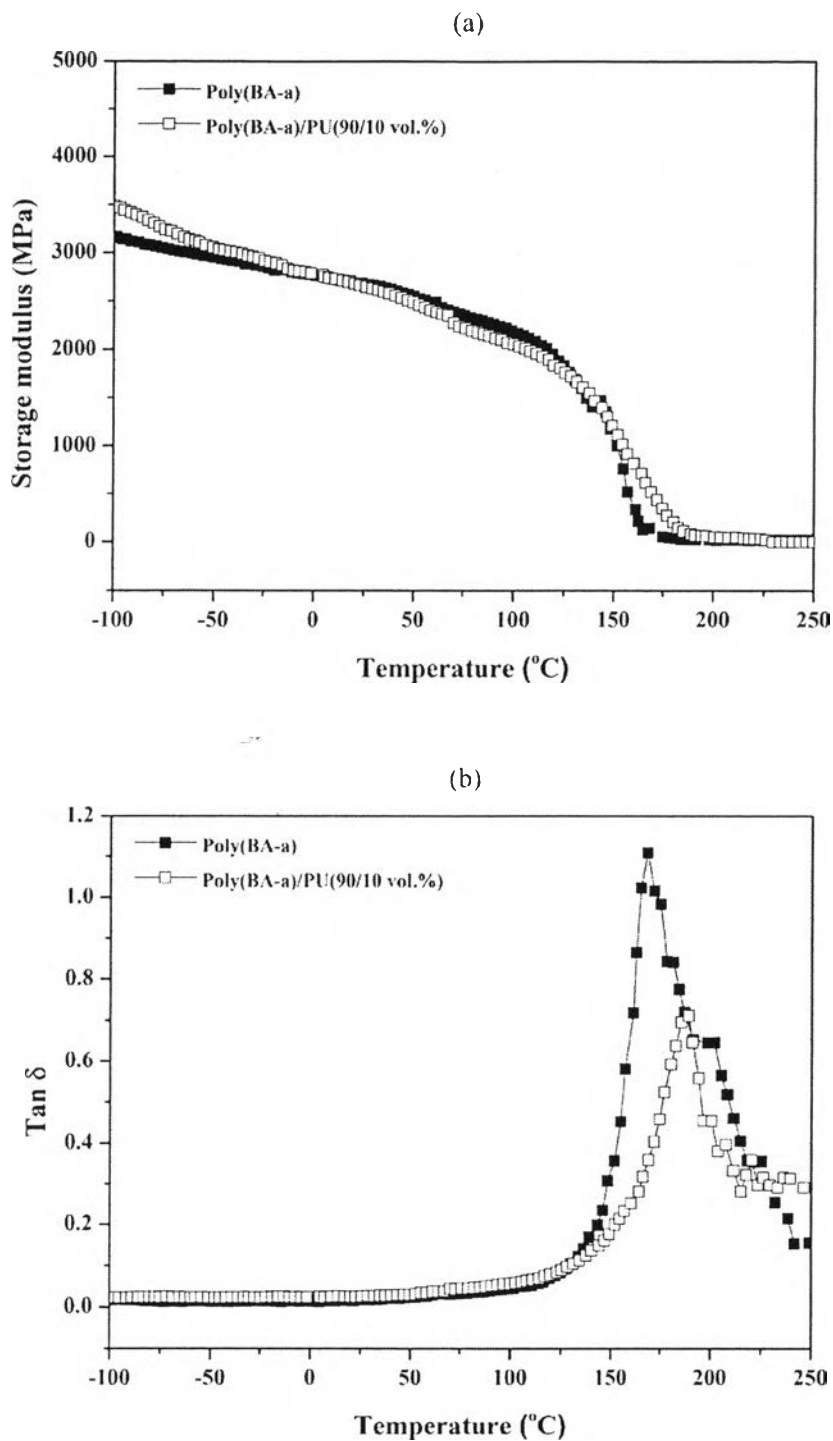 (a)
5000
4000
3000
2000
1000
0
Storage modulus (MPa)
Poly(BA-a)
Poly(BA-a)/PU(90/10 vol.%)
-100 -50 0 50 100 150 200 250
Temperature (°C)
(b)
1.2
1.0
0.8
0.6
0.4
0.2
0.0
Tan δ
Poly(BA-a)
Poly(BA-a)/PU(90/10 vol.%)
-100 -50 0 50 100 150 200 250
Temperature (°C)